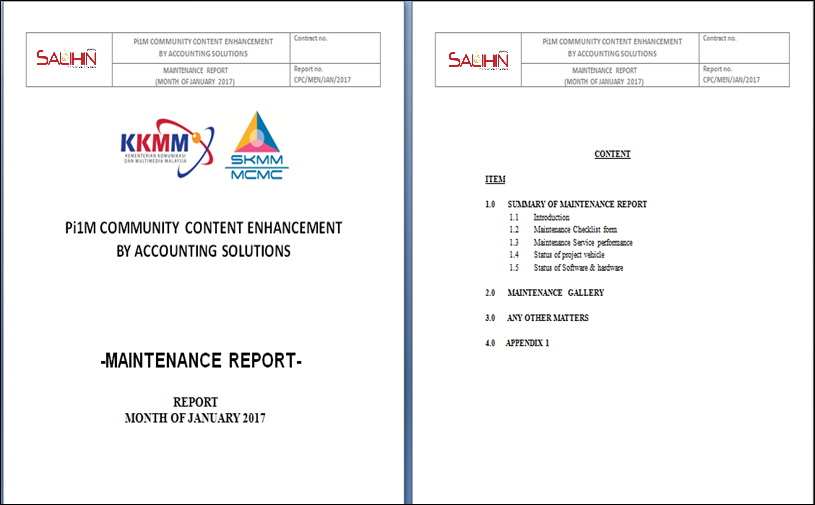 SALIHIN
Pi1M COMMUNITY CONTENT ENHANCEMENT
BY ACCOUNTING SOLUTIONS
Contract no.
MAINTENANCE REPORT
(MONTH OF JANUARY 2017)
Report no.
CPC/MEN/JAN/2017
KKMM
KEMENTERIAN KOMUNIKASI
DAN MULTIMEDIA MALAYSIA
SKMM
MCMC
Pi1M COMMUNITY CONTENT ENHANCEMENT
BY ACCOUNTING SOLUTIONS
-MAINTENANCE REPORT-
REPORT
MONTH OF JANUARY 2017
SALIHIN
Pi1M COMMUNITY CONTENT ENHANCEMENT
BY ACCOUNTING SOLUTIONS
Contract no.
MAINTENANCE REPORT
(MONTH OF JANUARY 2017)
Report no.
CPC/MEN/JAN/2017
CONTENT
ITEM
1.0 SUMMARY OF MAINTENANCE REPORT
1.1 Introduction
1.2 Maintenance Checklist form
1.3 Maintenance Service performance
1.4 Status of project vehicle
1.5 Status of Software & hardware
2.0 MAINTENANCE GALLERY
3.0 ANY OTHER MATTERS
4.0 APPENDIX 1